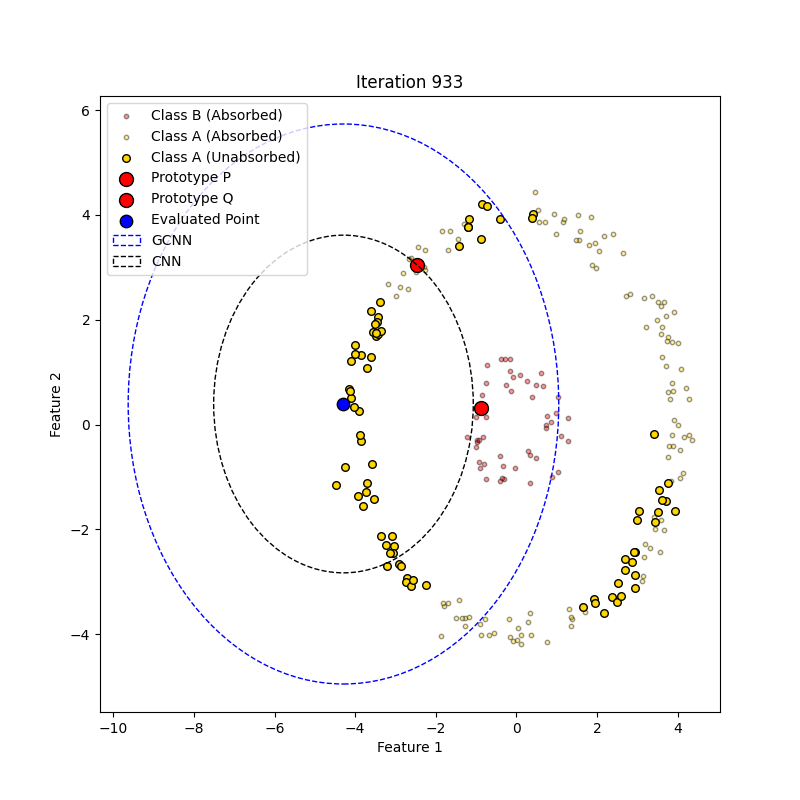 Iteration 933
6
4
2
0
−2
−4
Feature 2
Class B (Absorbed)
Class A (Absorbed)
Class A (Unabsorbed)
Prototype P
Prototype Q
Evaluated Point
GCNN
CNN
−10 −8 −6 −4 −2 0 2 4
Feature 1